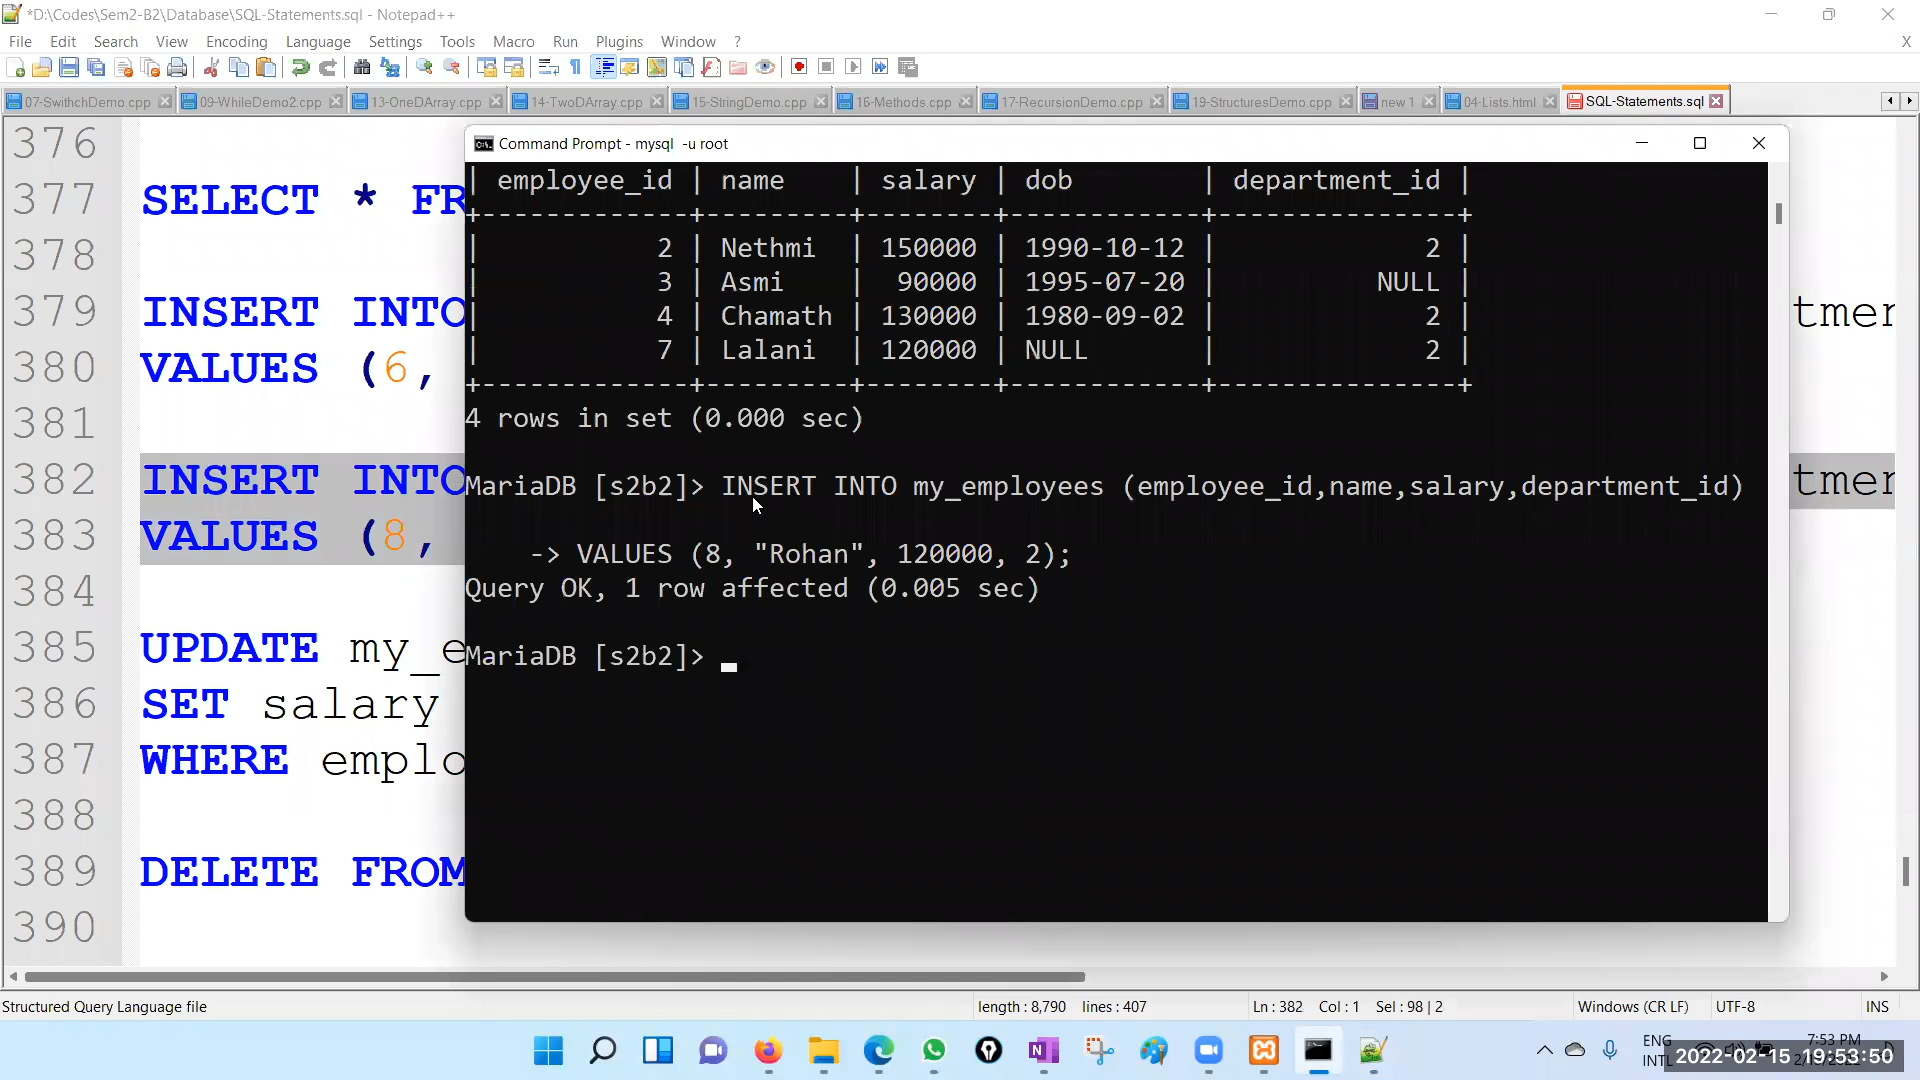 *D:\Codes\Sem2-B2\Database\SQL-Statements.sql - Notepad++
File Edit Search View Encoding Language Settings Tools Macro Run Plugins Window ? X
07-SwithchDemo.cpp 09-WhileDemo2.cpp 13-OneDArray.cpp 14-TwoDArray.cpp 15-StringDemo.cpp 16-Methods.cpp 17-RecursionDemo.cpp 19-StructuresDemo.cpp new 1 04-Lists.html SQL-Statements.sql
376
377 SELECT * FR
378
379 INSERT INTO tmer
380 VALUES (6,
381
382 INSERT INTO tmer
383 VALUES (8,
384
385 UPDATE my_e
386 SET salary
387 WHERE emplo
388
389 DELETE FROM
390
Command Prompt - mysql -u root
| employee_id | name | salary | dob | department_id |
+-------------+---------+--------+------------+---------------+
| 2 | Nethmi | 150000 | 1990-10-12 | 2 |
| 3 | Asmi | 90000 | 1995-07-20 | NULL |
| 4 | Chamath | 130000 | 1980-09-02 | 2 |
| 7 | Lalani | 120000 | NULL | 2 |
+-------------+---------+--------+------------+---------------+
4 rows in set (0.000 sec)
MariaDB [s2b2]> INSERT INTO my_employees (employee_id,name,salary,department_id)
-> VALUES (8, "Rohan", 120000, 2);
Query OK, 1 row affected (0.005 sec)
MariaDB [s2b2]>
Structured Query Language file length : 8,790 lines : 407 Ln : 382 Col : 1 Sel : 98 | 2 Windows (CR LF) UTF-8 INS
ENG 7:53 PM
INTL
2022-02-15 19:53:50